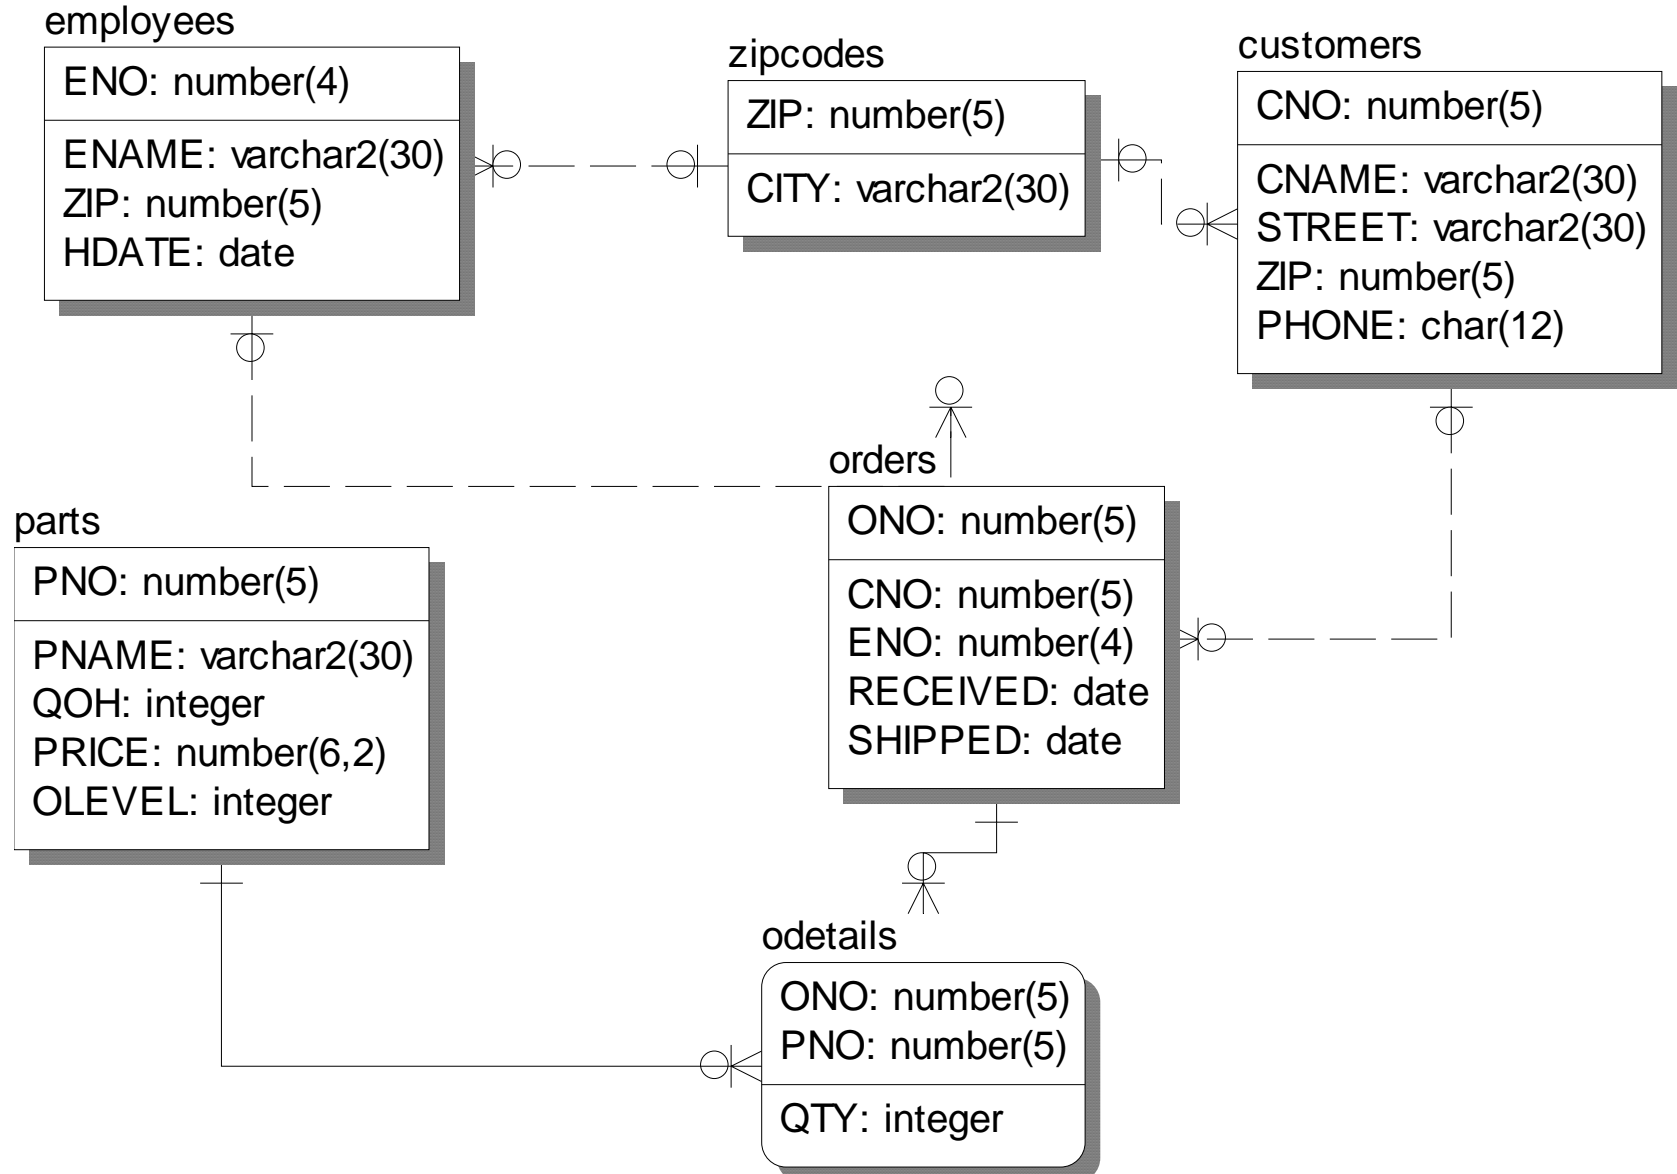 employees
ENO: number(4)
ENAME: varchar2(30)
ZIP: number(5)
HDATE: date
zipcodes
ZIP: number(5)
CITY: varchar2(30)
customers
CNO: number(5)
CNAME: varchar2(30)
STREET: varchar2(30)
ZIP: number(5)
PHONE: char(12)
parts
PNO: number(5)
PNAME: varchar2(30)
QOH: integer
PRICE: number(6,2)
OLEVEL: integer
orders
ONO: number(5)
CNO: number(5)
ENO: number(4)
RECEIVED: date
SHIPPED: date
odetails
ONO: number(5)
PNO: number(5)
QTY: integer